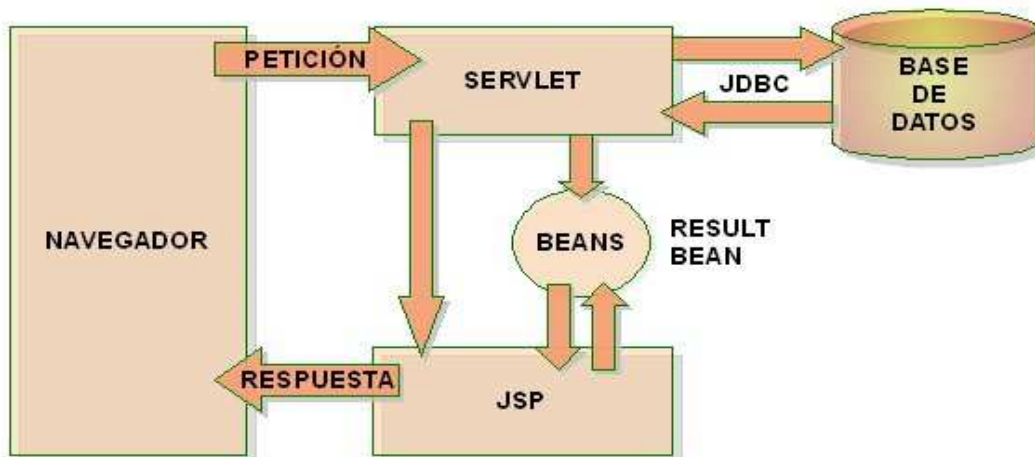 PETICIÓN
SERVLET
JDBC
BASE
DE
DATOS
NAVEGADOR
BEANS
RESULT
BEAN
RESPUESTA
JSP